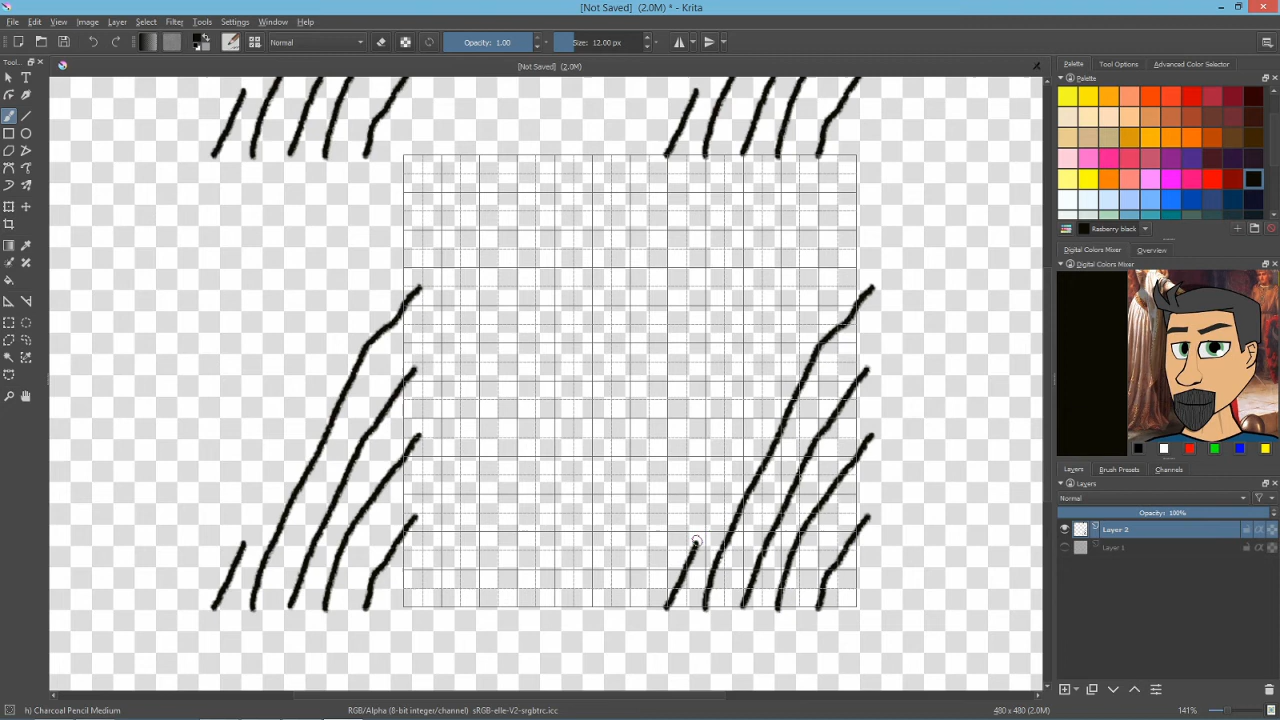 [Not Saved] (2.0M) * - Krita
File Edit View Image Layer Select Filter Tools Settings Window Help
Normal Opacity: 1.00 Size: 12.00 px
Tool... [Not Saved] (2.0M) Palette Tool Options Advanced Color Selector
Palette
Rasberry black
Digital Colors Mixer Overview
Digital Colors Mixer
Layers Brush Presets Channels
Layers
Normal
Opacity: 100%
Layer 2
Layer 1
h) Charcoal Pencil Medium RGB/Alpha (8-bit integer/channel) sRGB-elle-V2-srgbtrc.icc 480 x 480 (2.0M) 141%